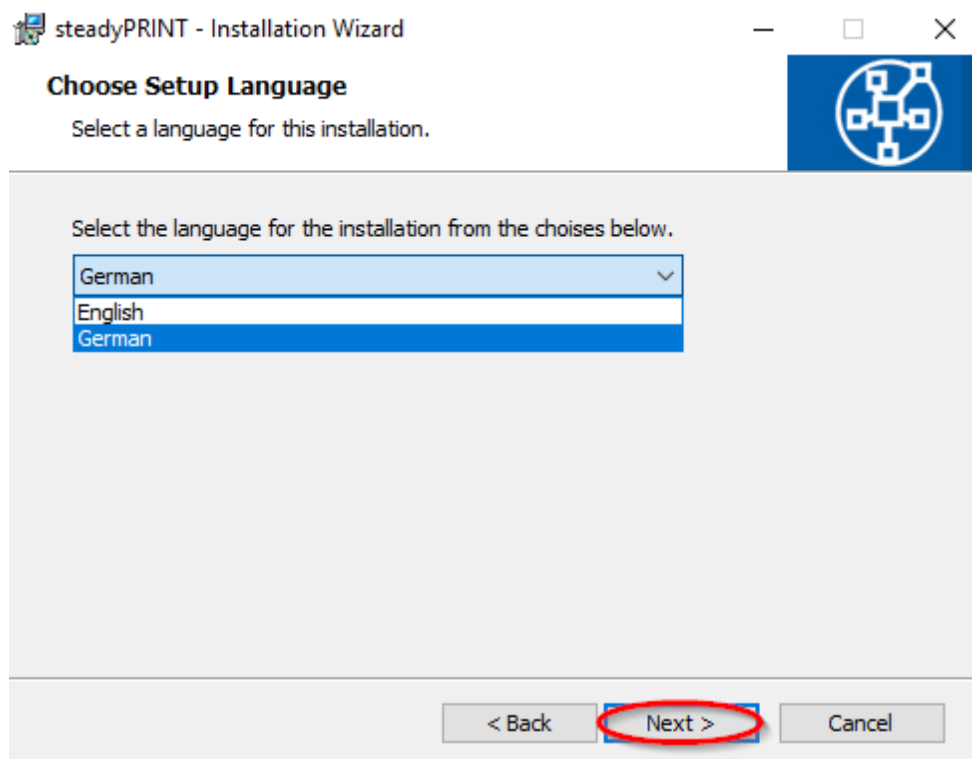 steadyPRINT - Installation Wizard
Choose Setup Language
Select a language for this installation.
Select the language for the installation from the choises below.
German
English
German
< Back Next > Cancel